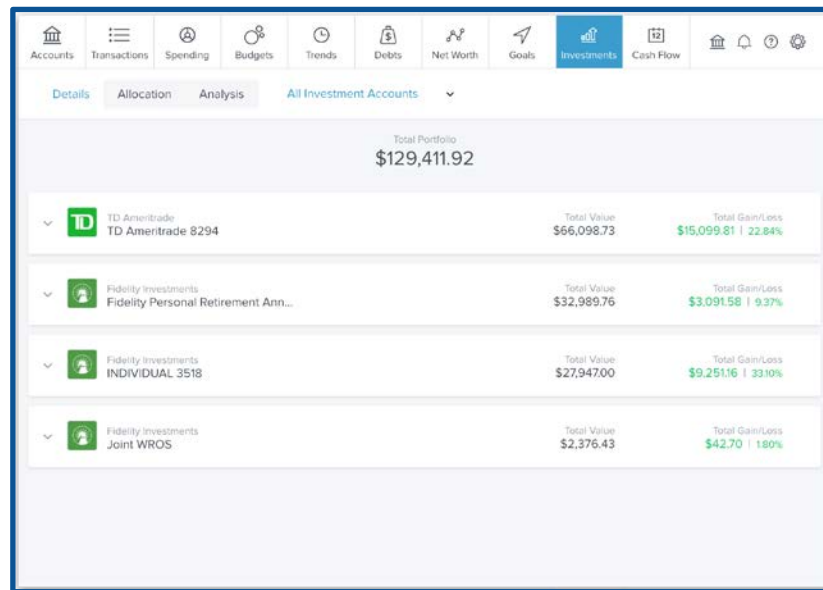 Accounts Transactions Spending Budgets Trends Debts Net Worth Goals Investments 12 Cash Flow
Details Allocation Analysis All Investment Accounts
Total Portfolio
$129,411.92
TD TD Ameritrade Total Value Total Gain/Loss
TD Ameritrade 8294 $66,098.73 $15,099.81 | 22.84%
Fidelity Investments Total Value Total Gain/Loss
Fidelity Personal Retirement Ann... $32,989.76 $3,091.58 | 9.37%
Fidelity Investments Total Value Total Gain/Loss
INDIVIDUAL 3518 $27,947.00 $9,251.16 | 33.10%
Fidelity Investments Total Value Total Gain/Loss
Joint WROS $2,376.43 $42.70 | 1.80%